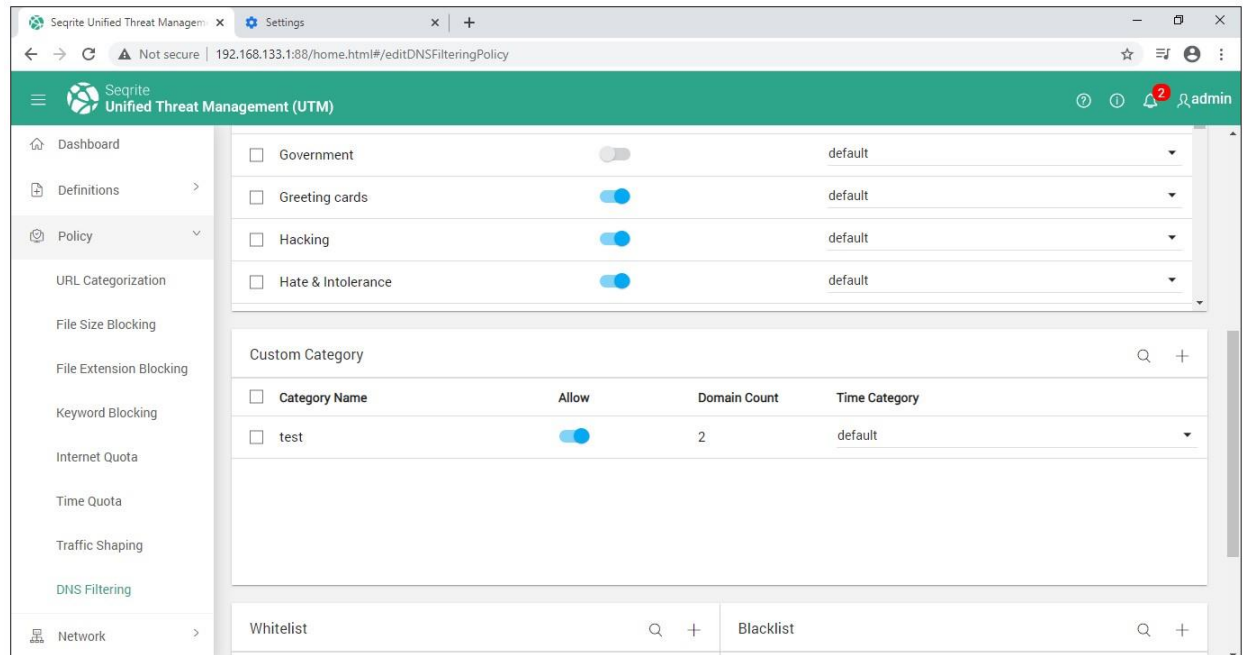 Seqrite Unified Threat Managem
Settings
Not secure | 192.168.133.1:88/home.html#/editDNSFilteringPolicy
Seqrite
Unified Threat Management (UTM)
2
admin
Dashboard
Definitions
Policy
URL Categorization
File Size Blocking
File Extension Blocking
Keyword Blocking
Internet Quota
Time Quota
Traffic Shaping
DNS Filtering
Network
Government default
Greeting cards default
Hacking default
Hate & Intolerance default
Custom Category
Category Name Allow Domain Count Time Category
test 2 default
Whitelist
Blacklist